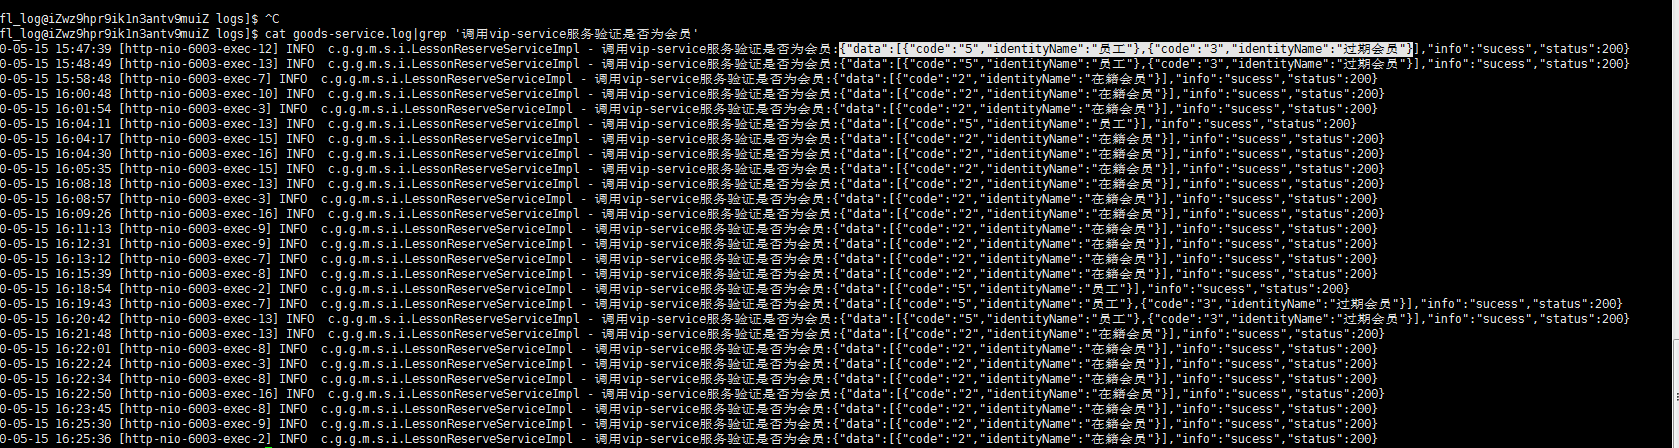 fl_log@iZwz9hpr9ik1n3antv9muiZ logs]$ ^C
fl_log@iZwz9hpr9ik1n3antv9muiZ logs]$ cat goods-service.log|grep '调用vip-service服务验证是否为会员'
0-05-15 15:47:39 [http-nio-6003-exec-12] INFO  c.g.g.m.s.i.LessonReserveServiceImpl - 调用vip-service服务验证是否为会员:{"data":[{"code":"5","identityName":"员工"},{"code":"3","identityName":"过期会员"}],"info":"sucess","status":200}
0-05-15 15:48:49 [http-nio-6003-exec-13] INFO  c.g.g.m.s.i.LessonReserveServiceImpl - 调用vip-service服务验证是否为会员:{"data":[{"code":"5","identityName":"员工"},{"code":"3","identityName":"过期会员"}],"info":"sucess","status":200}
0-05-15 15:58:48 [http-nio-6003-exec-7] INFO  c.g.g.m.s.i.LessonReserveServiceImpl - 调用vip-service服务验证是否为会员:{"data":[{"code":"2","identityName":"在籍会员"}],"info":"sucess","status":200}
0-05-15 16:00:48 [http-nio-6003-exec-10] INFO  c.g.g.m.s.i.LessonReserveServiceImpl - 调用vip-service服务验证是否为会员:{"data":[{"code":"2","identityName":"在籍会员"}],"info":"sucess","status":200}
0-05-15 16:01:54 [http-nio-6003-exec-3] INFO  c.g.g.m.s.i.LessonReserveServiceImpl - 调用vip-service服务验证是否为会员:{"data":[{"code":"2","identityName":"在籍会员"}],"info":"sucess","status":200}
0-05-15 16:04:11 [http-nio-6003-exec-13] INFO  c.g.g.m.s.i.LessonReserveServiceImpl - 调用vip-service服务验证是否为会员:{"data":[{"code":"5","identityName":"员工"}],"info":"sucess","status":200}
0-05-15 16:04:17 [http-nio-6003-exec-15] INFO  c.g.g.m.s.i.LessonReserveServiceImpl - 调用vip-service服务验证是否为会员:{"data":[{"code":"2","identityName":"在籍会员"}],"info":"sucess","status":200}
0-05-15 16:04:30 [http-nio-6003-exec-16] INFO  c.g.g.m.s.i.LessonReserveServiceImpl - 调用vip-service服务验证是否为会员:{"data":[{"code":"2","identityName":"在籍会员"}],"info":"sucess","status":200}
0-05-15 16:05:35 [http-nio-6003-exec-15] INFO  c.g.g.m.s.i.LessonReserveServiceImpl - 调用vip-service服务验证是否为会员:{"data":[{"code":"2","identityName":"在籍会员"}],"info":"sucess","status":200}
0-05-15 16:08:18 [http-nio-6003-exec-13] INFO  c.g.g.m.s.i.LessonReserveServiceImpl - 调用vip-service服务验证是否为会员:{"data":[{"code":"2","identityName":"在籍会员"}],"info":"sucess","status":200}
0-05-15 16:08:57 [http-nio-6003-exec-3] INFO  c.g.g.m.s.i.LessonReserveServiceImpl - 调用vip-service服务验证是否为会员:{"data":[{"code":"2","identityName":"在籍会员"}],"info":"sucess","status":200}
0-05-15 16:09:26 [http-nio-6003-exec-16] INFO  c.g.g.m.s.i.LessonReserveServiceImpl - 调用vip-service服务验证是否为会员:{"data":[{"code":"2","identityName":"在籍会员"}],"info":"sucess","status":200}
0-05-15 16:11:13 [http-nio-6003-exec-9] INFO  c.g.g.m.s.i.LessonReserveServiceImpl - 调用vip-service服务验证是否为会员:{"data":[{"code":"2","identityName":"在籍会员"}],"info":"sucess","status":200}
0-05-15 16:12:31 [http-nio-6003-exec-9] INFO  c.g.g.m.s.i.LessonReserveServiceImpl - 调用vip-service服务验证是否为会员:{"data":[{"code":"2","identityName":"在籍会员"}],"info":"sucess","status":200}
0-05-15 16:13:12 [http-nio-6003-exec-7] INFO  c.g.g.m.s.i.LessonReserveServiceImpl - 调用vip-service服务验证是否为会员:{"data":[{"code":"2","identityName":"在籍会员"}],"info":"sucess","status":200}
0-05-15 16:15:39 [http-nio-6003-exec-8] INFO  c.g.g.m.s.i.LessonReserveServiceImpl - 调用vip-service服务验证是否为会员:{"data":[{"code":"2","identityName":"在籍会员"}],"info":"sucess","status":200}
0-05-15 16:18:54 [http-nio-6003-exec-2] INFO  c.g.g.m.s.i.LessonReserveServiceImpl - 调用vip-service服务验证是否为会员:{"data":[{"code":"5","identityName":"员工"}],"info":"sucess","status":200}
0-05-15 16:19:43 [http-nio-6003-exec-7] INFO  c.g.g.m.s.i.LessonReserveServiceImpl - 调用vip-service服务验证是否为会员:{"data":[{"code":"5","identityName":"员工"},{"code":"3","identityName":"过期会员"}],"info":"sucess","status":200}
0-05-15 16:20:42 [http-nio-6003-exec-13] INFO  c.g.g.m.s.i.LessonReserveServiceImpl - 调用vip-service服务验证是否为会员:{"data":[{"code":"5","identityName":"员工"},{"code":"3","identityName":"过期会员"}],"info":"sucess","status":200}
0-05-15 16:21:48 [http-nio-6003-exec-13] INFO  c.g.g.m.s.i.LessonReserveServiceImpl - 调用vip-service服务验证是否为会员:{"data":[{"code":"2","identityName":"在籍会员"}],"info":"sucess","status":200}
0-05-15 16:22:01 [http-nio-6003-exec-8] INFO  c.g.g.m.s.i.LessonReserveServiceImpl - 调用vip-service服务验证是否为会员:{"data":[{"code":"2","identityName":"在籍会员"}],"info":"sucess","status":200}
0-05-15 16:22:24 [http-nio-6003-exec-3] INFO  c.g.g.m.s.i.LessonReserveServiceImpl - 调用vip-service服务验证是否为会员:{"data":[{"code":"2","identityName":"在籍会员"}],"info":"sucess","status":200}
0-05-15 16:22:34 [http-nio-6003-exec-8] INFO  c.g.g.m.s.i.LessonReserveServiceImpl - 调用vip-service服务验证是否为会员:{"data":[{"code":"2","identityName":"在籍会员"}],"info":"sucess","status":200}
0-05-15 16:22:50 [http-nio-6003-exec-16] INFO  c.g.g.m.s.i.LessonReserveServiceImpl - 调用vip-service服务验证是否为会员:{"data":[{"code":"2","identityName":"在籍会员"}],"info":"sucess","status":200}
0-05-15 16:23:45 [http-nio-6003-exec-8] INFO  c.g.g.m.s.i.LessonReserveServiceImpl - 调用vip-service服务验证是否为会员:{"data":[{"code":"2","identityName":"在籍会员"}],"info":"sucess","status":200}
0-05-15 16:25:30 [http-nio-6003-exec-9] INFO  c.g.g.m.s.i.LessonReserveServiceImpl - 调用vip-service服务验证是否为会员:{"data":[{"code":"2","identityName":"在籍会员"}],"info":"sucess","status":200}
0-05-15 16:25:36 [http-nio-6003-exec-2] INFO  c.g.g.m.s.i.LessonReserveServiceImpl - 调用vip-service服务验证是否为会员:{"data":[{"code":"2","identityName":"在籍会员"}],"info":"sucess","status":200}